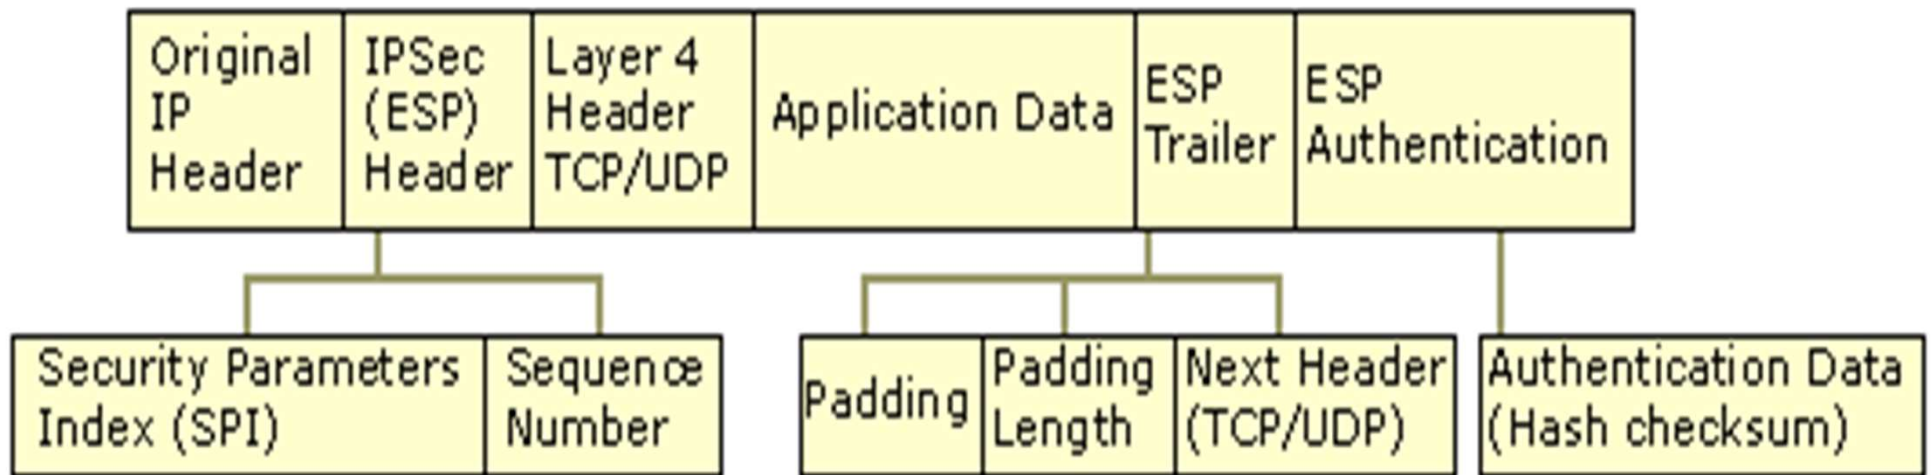 Original
IP
Header
IPSec
(ESP)
Header
Layer 4
Header
TCP/UDP
Application Data
ESP
Trailer
ESP
Authentication
Security Parameters
Index (SPI)
Sequence
Number
Padding
Padding
Length
Next Header
(TCP/UDP)
Authentication Data
(Hash checksum)